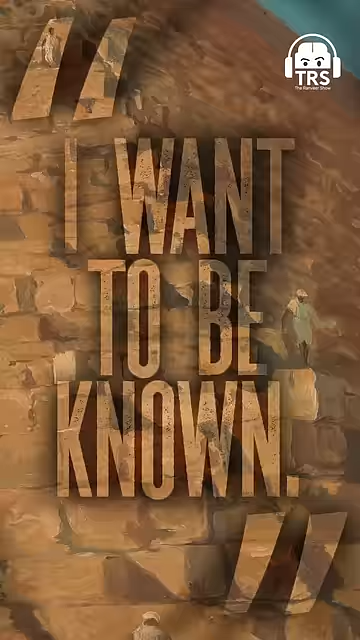 TRS
The Ranveer Show
"
I WANT
TO BE
KNOWN.
"